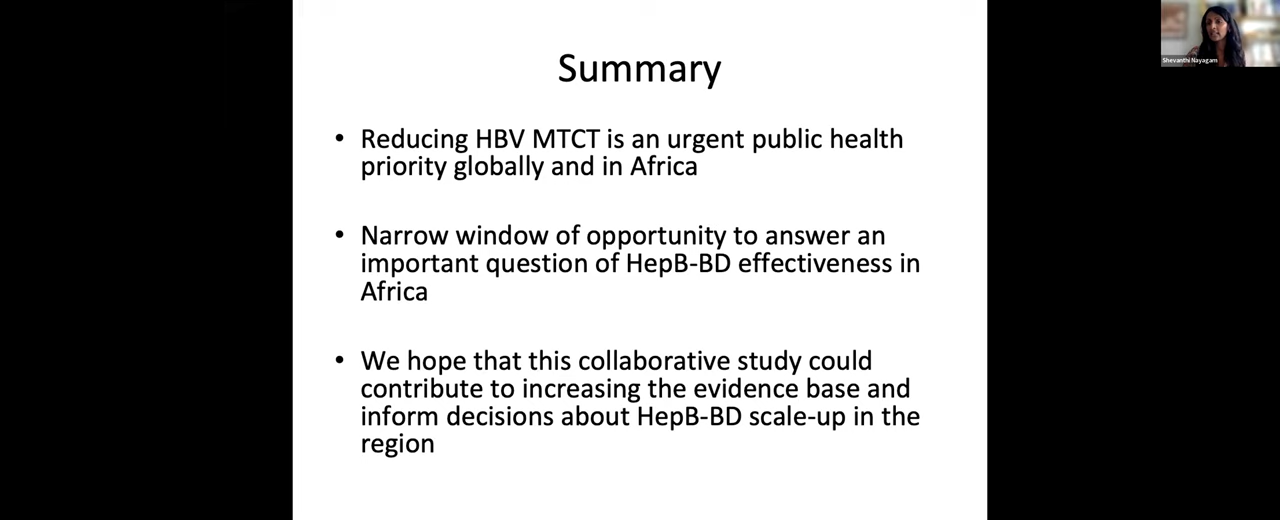 Summary
• Reducing HBV MTCT is an urgent public health
priority globally and in Africa
• Narrow window of opportunity to answer an
important question of HepB-BD effectiveness in
Africa
• We hope that this collaborative study could
contribute to increasing the evidence base and
inform decisions about HepB-BD scale-up in the
region
Shevanthi Nayagam